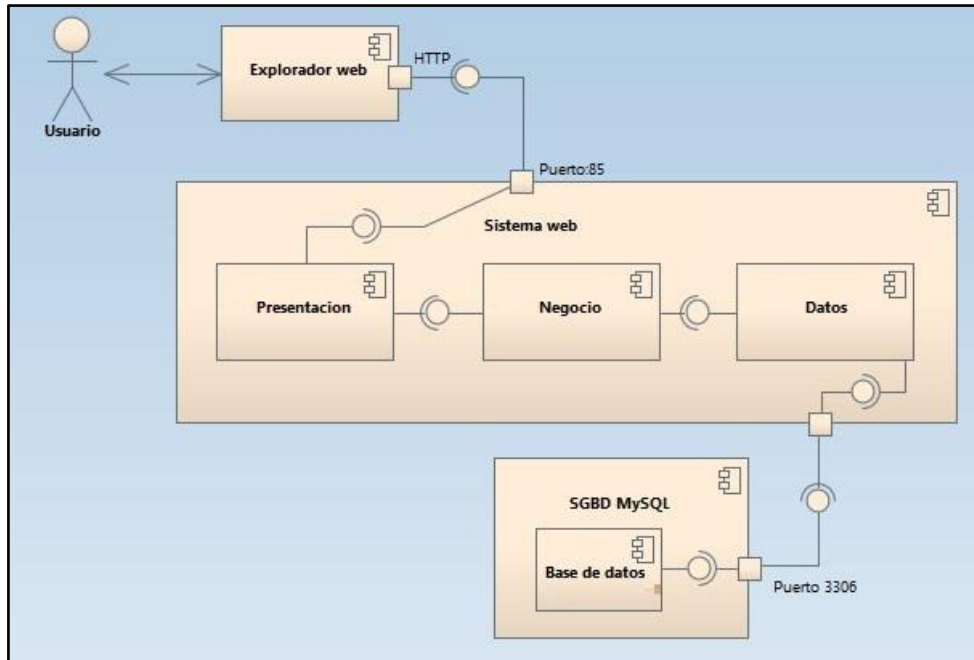 Explorador web
HTTP
Usuario
Puerto:85
Sistema web
Presentacion
Negocio
Datos
SGBD MySQL
Base de datos
Puerto 3306